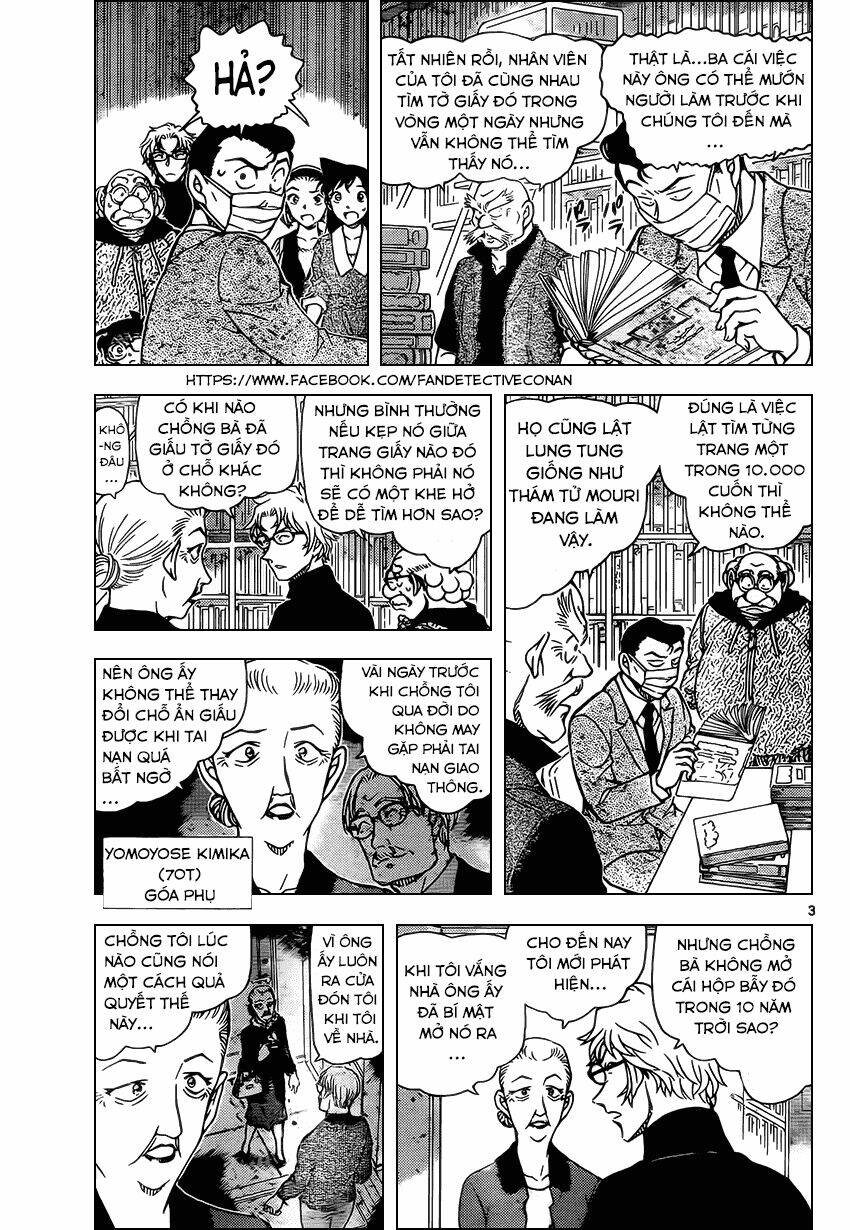 THẬT LÀ...BA CÁI VIỆC
NÀY ÔNG CÓ THỂ MƯỚN
NGƯỜI LÀM TRƯỚC KHI
CHÚNG TÔI ĐẾN MÀ
...
TẤT NHIÊN RỒI, NHÂN VIÊN
CỦA TÔI ĐÃ CÙNG NHAU
TÌM TỜ GIẤY ĐÓ TRONG
VÒNG MỘT NGÀY NHƯNG
VẪN KHÔNG THỂ TÌM
THẤY NÓ...
HẢ?
HTTPS://WWW.FACEBOOK.COM/FANDETECTIVECONAN
ĐÚNG LÀ VIỆC
LẬT TÌM TỪNG
TRANG MỘT
TRONG 10.000
CUỐN THÌ
KHÔNG THỂ
NÀO.
HỌ CŨNG LẬT
LUNG TUNG
GIỐNG NHƯ
THÁM TỬ MOURI
ĐANG LÀM
VẬY.
NHƯNG BÌNH THƯỜNG
NẾU KẸP NÓ GIỮA
TRANG GIẤY NÀO ĐÓ
THÌ KHÔNG PHẢI NÓ
SẼ CÓ MỘT KHE HỞ
ĐỂ DỄ TÌM HƠN SAO?
CÓ KHI NÀO
CHỒNG BÀ ĐÃ
GIẤU TỜ GIẤY ĐÓ
Ở CHỖ KHÁC
KHÔNG?
KHÔ
-NG
ĐÂU
...
VÀI NGÀY TRƯỚC
KHI CHỒNG TÔI
QUA ĐỜI DO
KHÔNG MAY
GẶP PHẢI TAI
NẠN GIAO
THÔNG.
NÊN ÔNG ẤY
KHÔNG THỂ THAY
ĐỔI CHỖ ẨN GIẤU
ĐƯỢC KHI TAI
NẠN QUÁ
BẤT NGỜ
...
YOMOYOSE KIMIKA
(70T)
GÓA PHỤ
3
NHƯNG CHỒNG
BÀ KHÔNG MỞ
CÁI HỘP BẪY ĐÓ
TRONG 10 NĂM
TRỜI SAO?
CHO ĐẾN NAY
TÔI MỚI PHÁT
HIỆN...
KHI TÔI VẮNG
NHÀ ÔNG ẤY
ĐÃ BÍ MẬT
MỞ NÓ RA
...
VÌ ÔNG
ẤY LUÔN
RA CỬA
ĐÓN TÔI
KHI TÔI
VỀ NHÀ.
CHỒNG TÔI LÚC
NÀO CŨNG NÓI
MỘT CÁCH QUẢ
QUYẾT THẾ
NÀY...